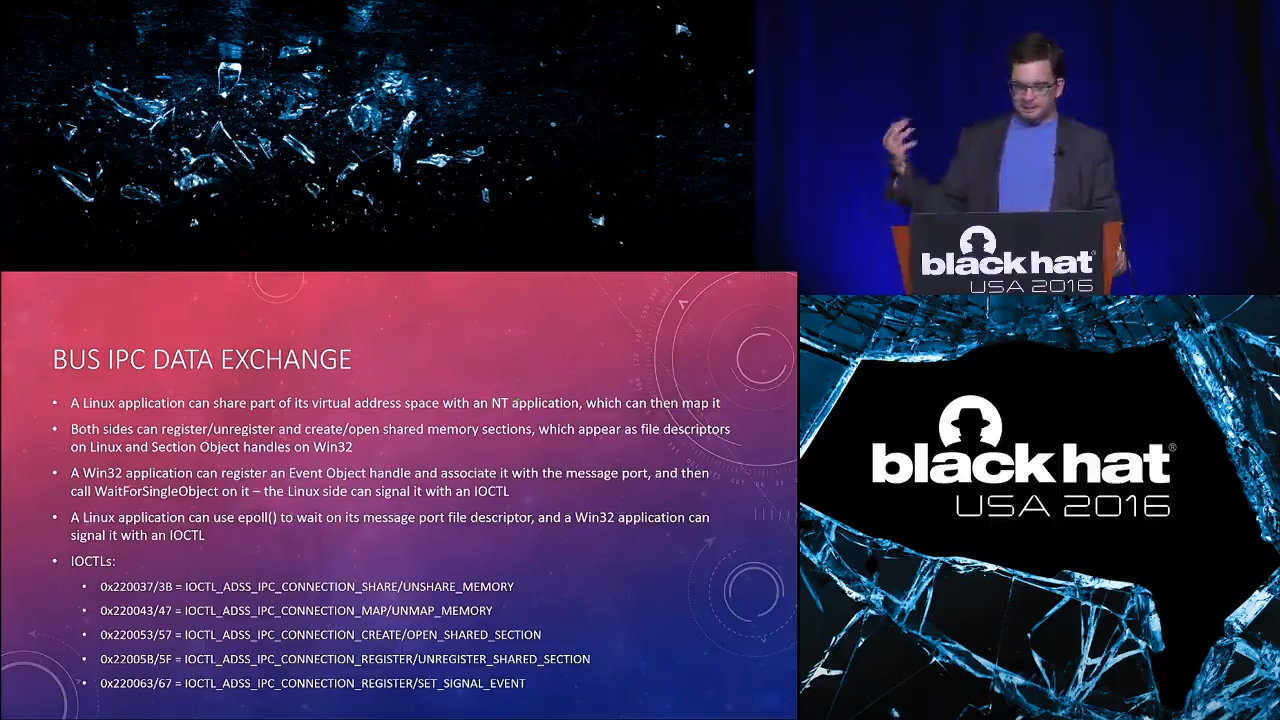 black hat
USA 2016
BUS IPC DATA EXCHANGE
• A Linux application can share part of its virtual address space with an NT application, which can then map it
• Both sides can register/unregister and create/open shared memory sections, which appear as file descriptors
on Linux and Section Object handles on Win32
• A Win32 application can register an Event Object handle and associate it with the message port, and then
call WaitForSingleObject on it – the Linux side can signal it with an IOCTL
• A Linux application can use epoll() to wait on its message port file descriptor, and a Win32 application can
signal it with an IOCTL
• IOCTLs:
• 0x220037/3B = IOCTL_ADSS_IPC_CONNECTION_SHARE/UNSHARE_MEMORY
• 0x220043/47 = IOCTL_ADSS_IPC_CONNECTION_MAP/UNMAP_MEMORY
• 0x220053/57 = IOCTL_ADSS_IPC_CONNECTION_CREATE/OPEN_SHARED_SECTION
• 0x22005B/5F = IOCTL_ADSS_IPC_CONNECTION_REGISTER/UNREGISTER_SHARED_SECTION
• 0x220063/67 = IOCTL_ADSS_IPC_CONNECTION_REGISTER/SET_SIGNAL_EVENT
black hat®
USA 2016